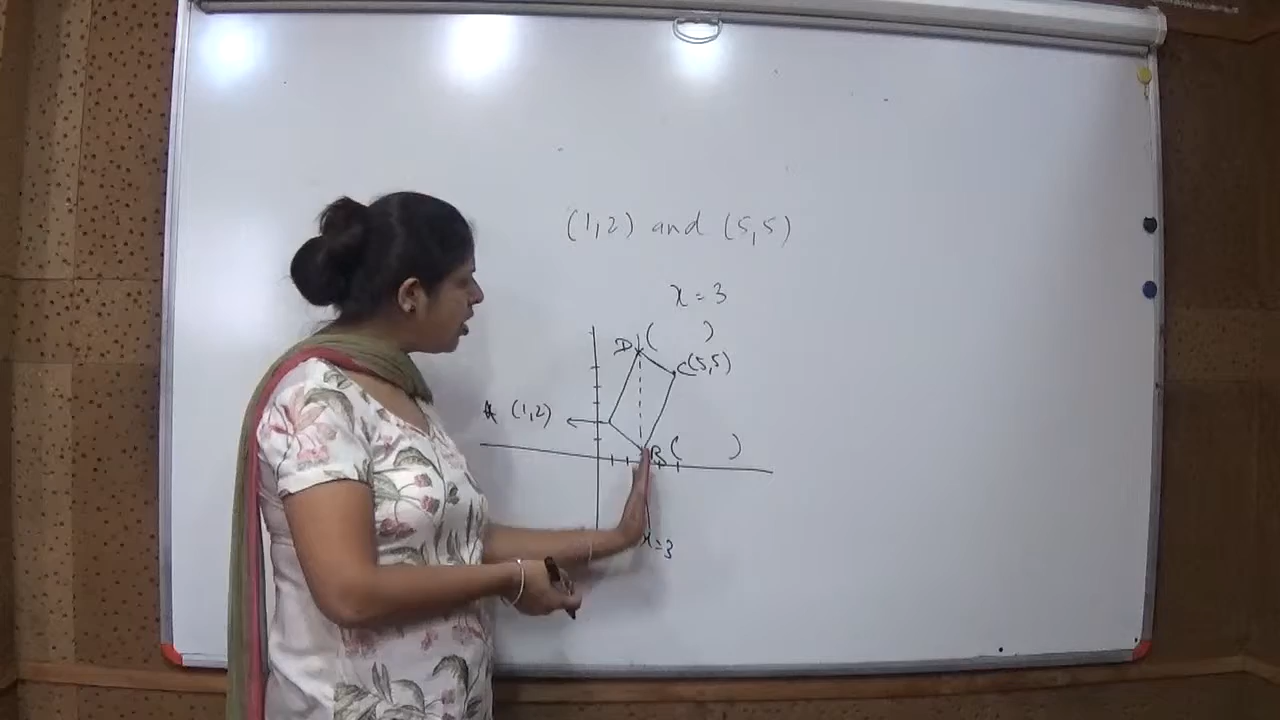 (1,2) and (5,5)
x = 3
D (     )
C(5,5)
A (1,2)
B (     )
x=3